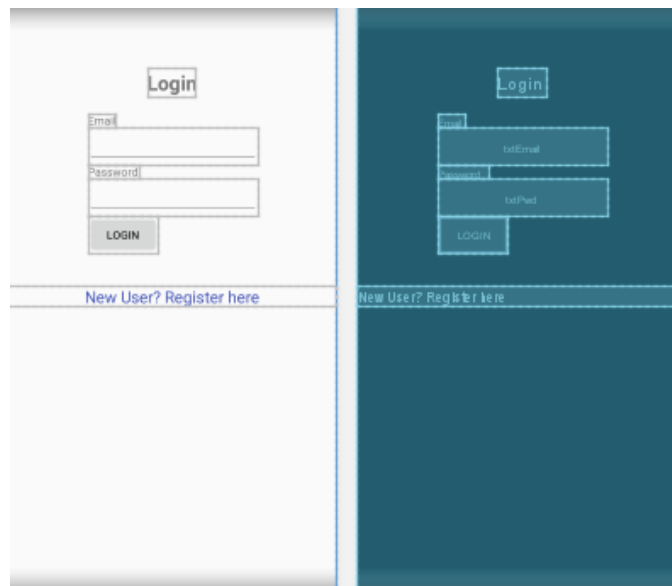 Login
Email
Password
LOGIN
New User? Register here
Login
Email
txtEmail
Password
txtPwd
LOGIN
New User? Register here